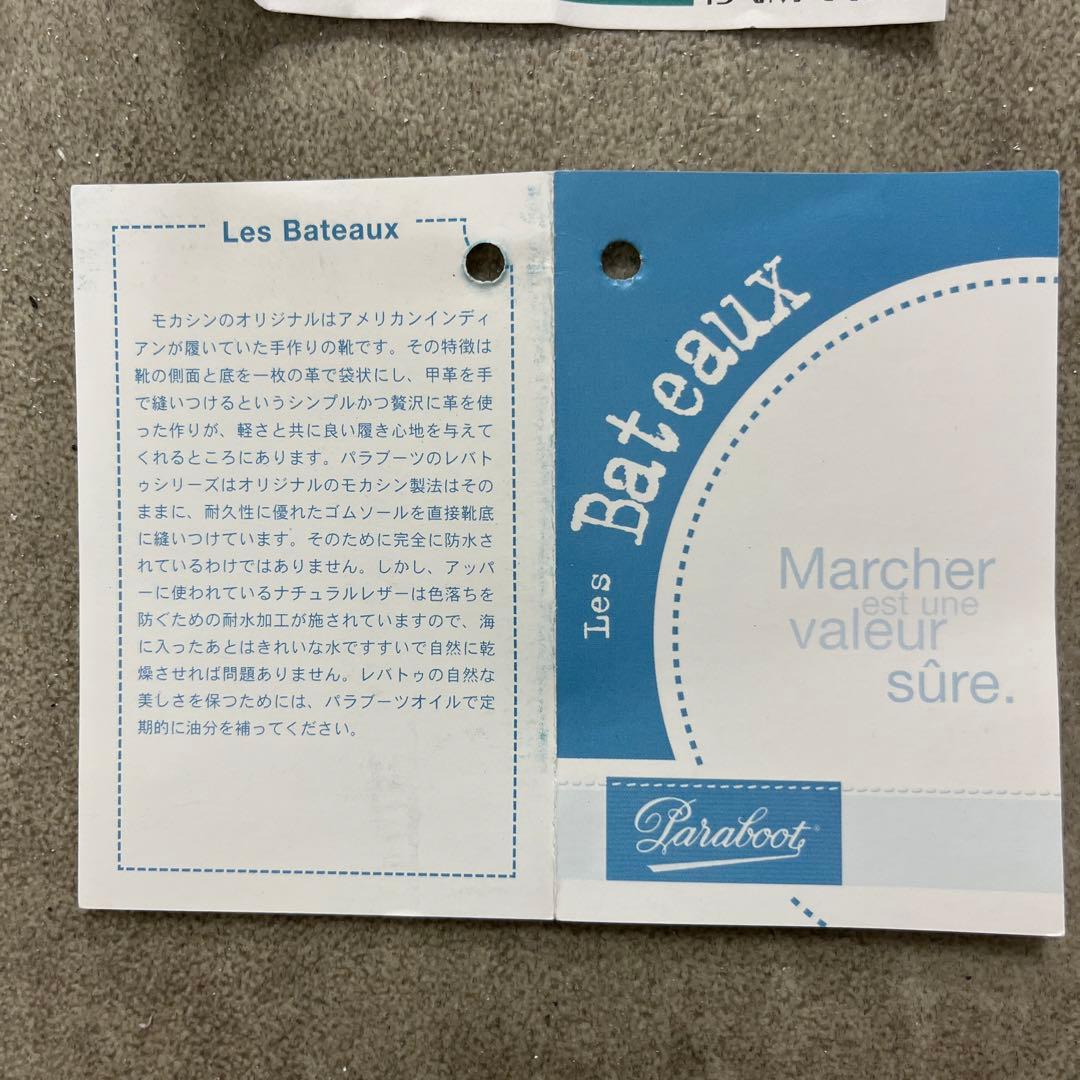 Les Bateaux
モカシンのオリジナルはアメリカンインディ
アンが履いていた手作りの靴です。その特徴は
靴の側面と底を一枚の革で袋状にし、甲革を手
で縫いつけるというシンプルかつ贅沢に革を使
った作りが、軽さと共に良い履き心地を与えて
くれるところにあります。パラブーツのレバト
ゥシリーズはオリジナルのモカシン製法はその
ままに、耐久性に優れたゴムソールを直接靴底
に縫いつけています。そのために完全に防水さ
れているわけではありません。しかし、アッパ
ーに使われているナチュラルレザーは色落ちを
防ぐための耐水加工が施されていますので、海
に入ったあとはきれいな水ですすいで自然に乾
燥させれば問題ありません。レバトゥの自然な
美しさを保つためには、パラブーツオイルで定
期的に油分を補ってください。
Les Bateaux
Marcher
est une
valeur
sûre.
Paraboot